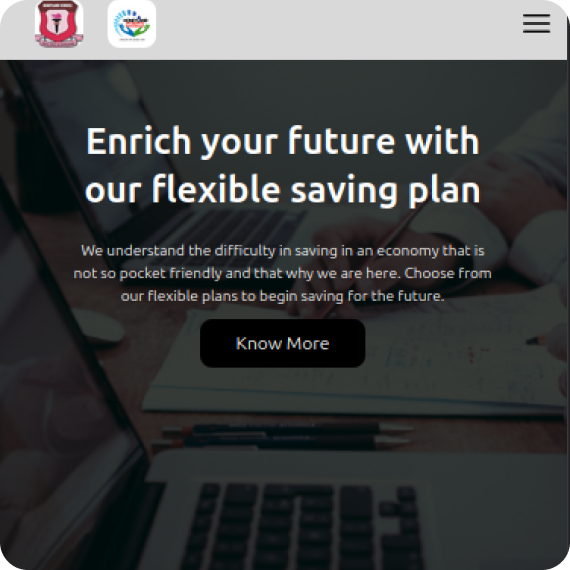 Enrich your future with
our flexible saving plan
We understand the difficulty in saving in an economy that is
not so pocket friendly and that why we are here. Choose from
our flexible plans to begin saving for the future.
Know More